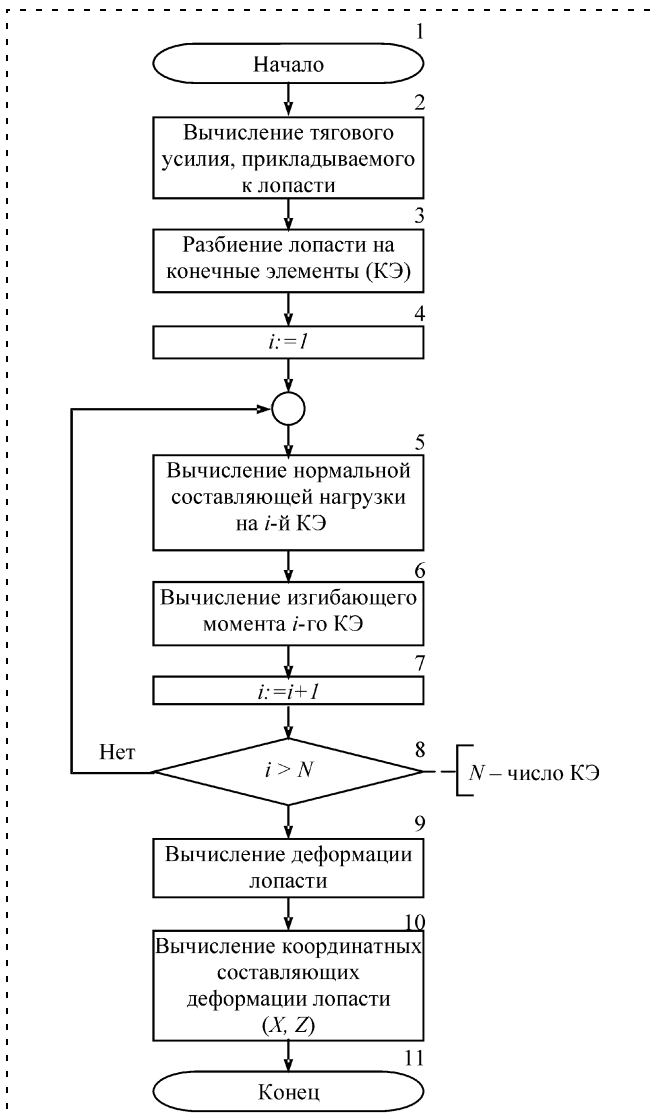 1
Начало
2
Вычисление тягового
усилия, прикладываемого
к лопасти
3
Разбиение лопасти на
конечные элементы (КЭ)
4
i:=1
5
Вычисление нормальной
составляющей нагрузки
на i-й КЭ
6
Вычисление изгибающего
момента i-го КЭ
7
i:=i+1
Нет
8
i > N
N – число КЭ
9
Вычисление деформации
лопасти
10
Вычисление координатных
составляющих
деформации лопасти
(X, Z)
11
Конец